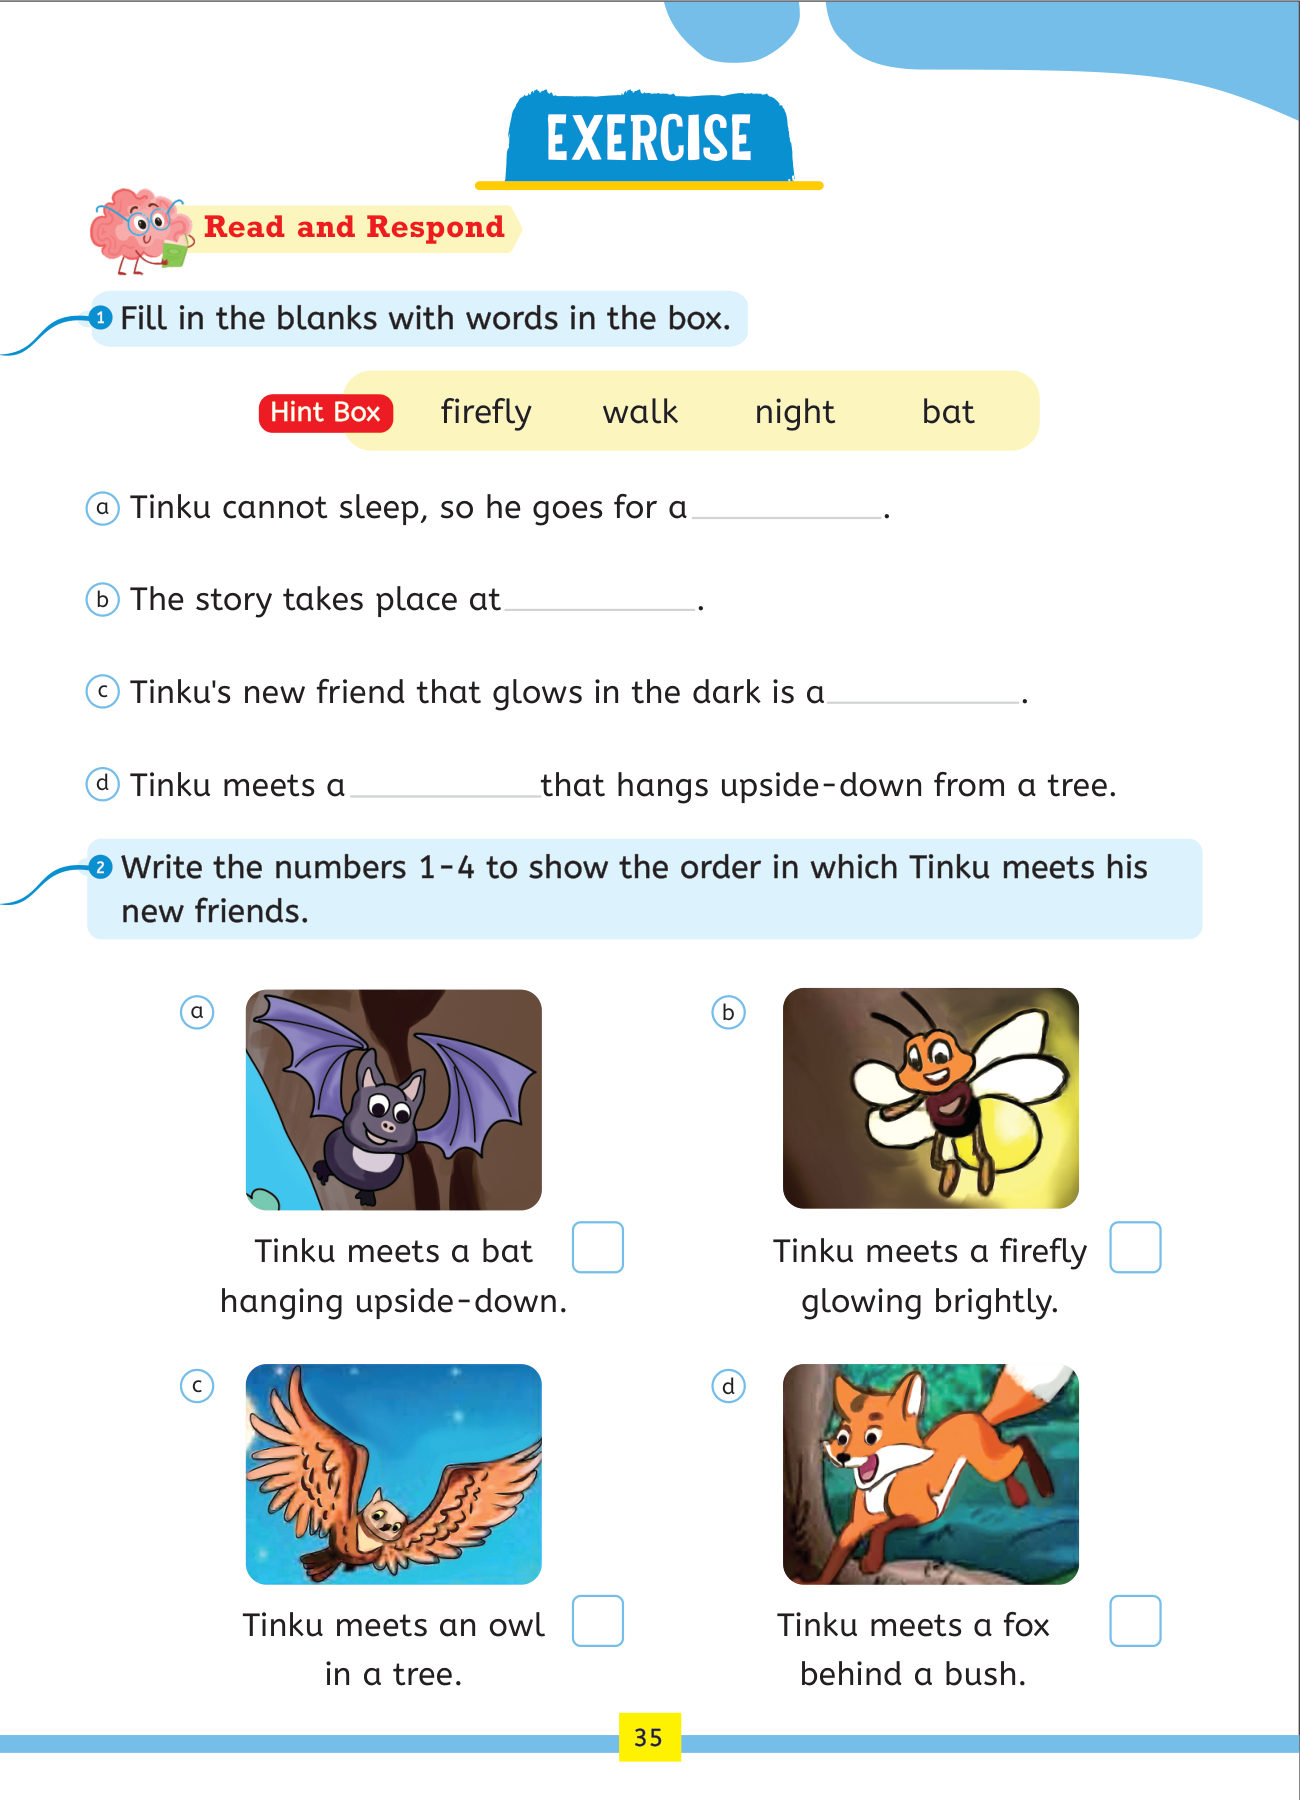 EXERCISE
Read and Respond
1 Fill in the blanks with words in the box.
Hint Box firefly walk night bat
a Tinku cannot sleep, so he goes for a ____________.
b The story takes place at ____________.
c Tinku's new friend that glows in the dark is a ____________.
d Tinku meets a ____________ that hangs upside-down from a tree.
2 Write the numbers 1-4 to show the order in which Tinku meets his
new friends.
a
Tinku meets a bat
hanging upside-down.
b
Tinku meets a firefly
glowing brightly.
c
Tinku meets an owl
in a tree.
d
Tinku meets a fox
behind a bush.
35